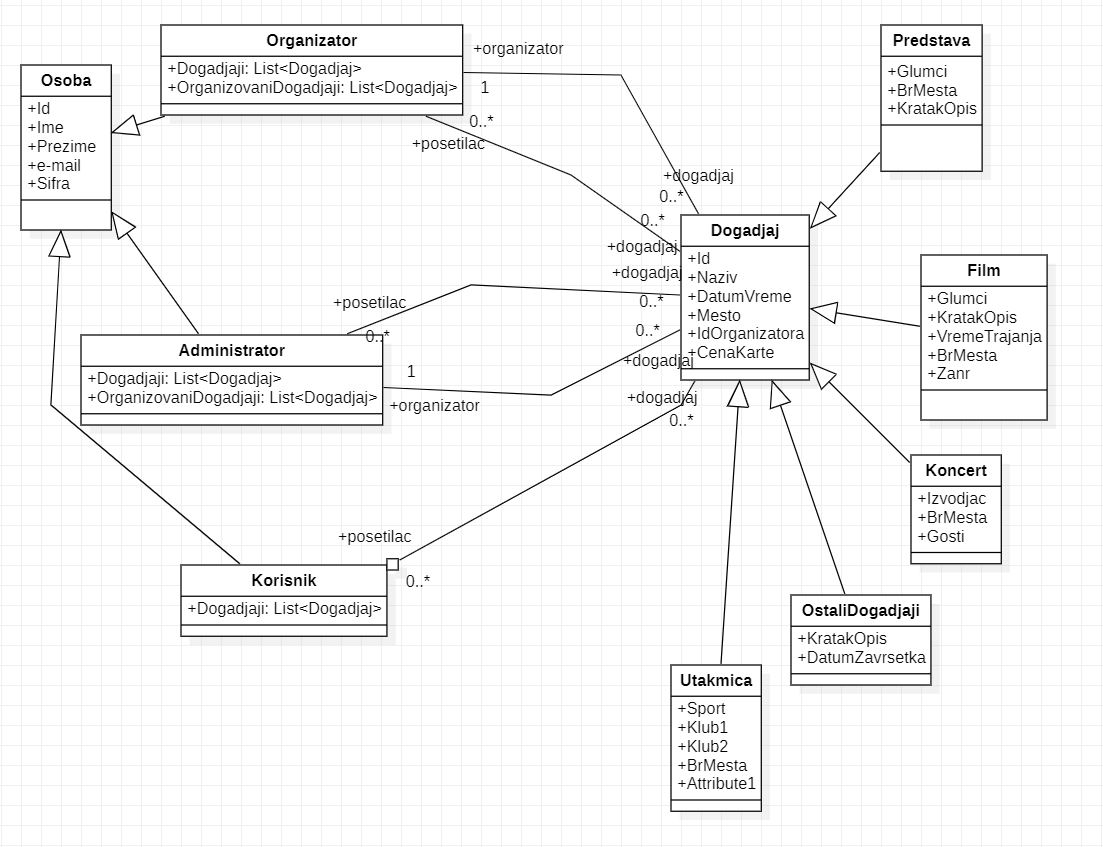 Organizator
+Dogadjaji: List<Dogadjaj>
+OrganizovaniDogadjaji: List<Dogadjaj>
+organizator
1
0..*
+posetilac
+dogadjaj
0..*
0..*
+dogadjaj
Osoba
+Id
+Ime
+Prezime
+e-mail
+Sifra
Predstava
+Glumci
+BrMesta
+KratakOpis
Dogadjaj
+Id
+Naziv
+DatumVreme
+Mesto
+IdOrganizatora
+CenaKarte
+dogadjaj
0..*
+posetilac
0..*
0..*
+dogadjaj
Film
+Glumci
+KratakOpis
+VremeTrajanja
+BrMesta
+Zanr
Administrator
+Dogadjaji: List<Dogadjaj>
+OrganizovaniDogadjaji: List<Dogadjaj>
1
+organizator
+dogadjaj
0..*
Koncert
+Izvodjac
+BrMesta
+Gosti
+posetilac
0..*
Korisnik
+Dogadjaji: List<Dogadjaj>
OstaliDogadjaji
+KratakOpis
+DatumZavrsetka
Utakmica
+Sport
+Klub1
+Klub2
+BrMesta
+Attribute1